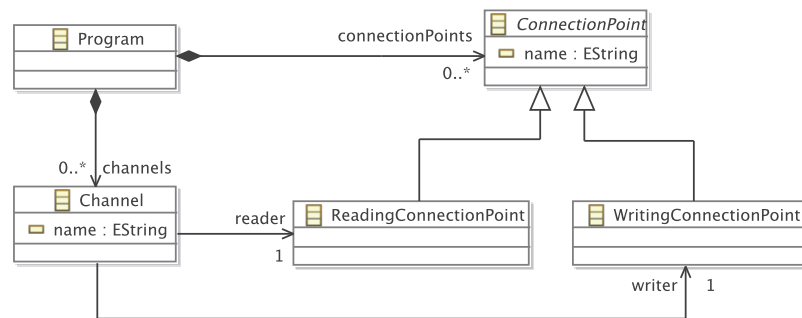 Program
connectionPoints
0..*
ConnectionPoint
name : EString
0..* channels
Channel
name : EString
reader
1
ReadingConnectionPoint
WritingConnectionPoint
writer 1